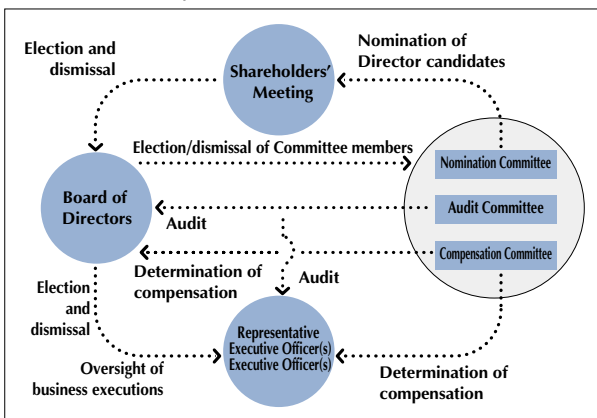 Election and
dismissal
Shareholders'
Meeting
Nomination of
Director candidates
Election/dismissal of Committee members
Nomination Committee
Board of
Directors
Audit Committee
Audit
Compensation Committee
Determination of
compensation
Audit
Election
and
dismissal
Representative
Executive Officer(s)
Executive Officer(s)
Oversight of
business executions
Determination of
compensation